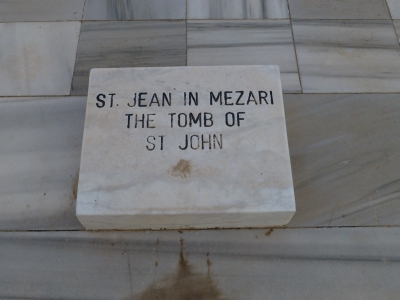 ST. JEAN IN MEZARI
THE TOMB OF
ST JOHN